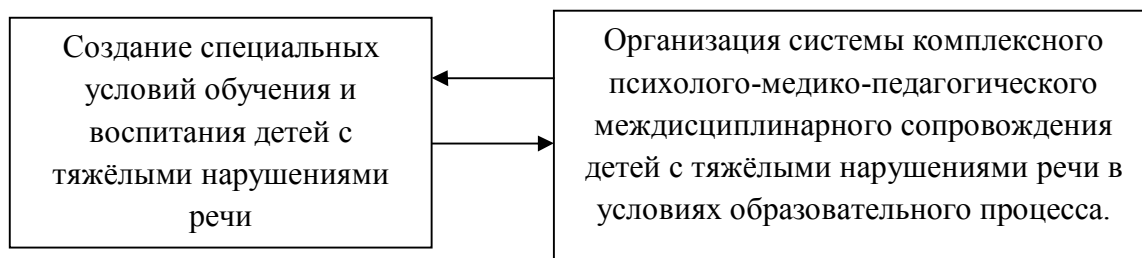 Создание специальных
условий обучения и
воспитания детей с
тяжёлыми нарушениями
речи
Организация системы комплексного
психолого-медико-педагогического
междисциплинарного сопровождения
детей с тяжёлыми нарушениями речи в
условиях образовательного процесса.